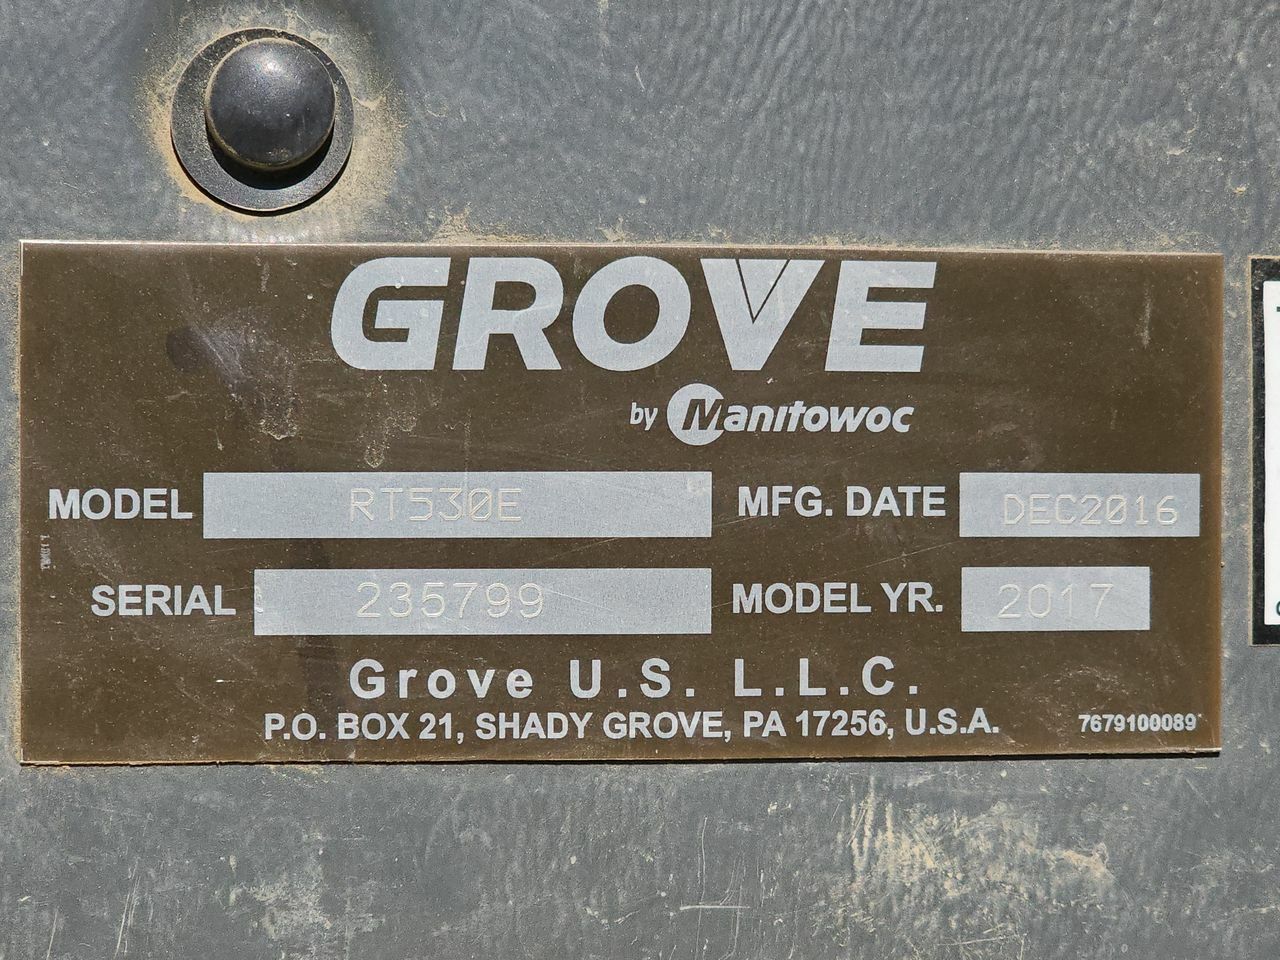 GROVE
by Manitowoc
MODEL RT530E MFG. DATE DEC2016
SERIAL 235799 MODEL YR. 2017
Grove U.S. L.L.C.
P.O. BOX 21, SHADY GROVE, PA 17256, U.S.A. 7679100089